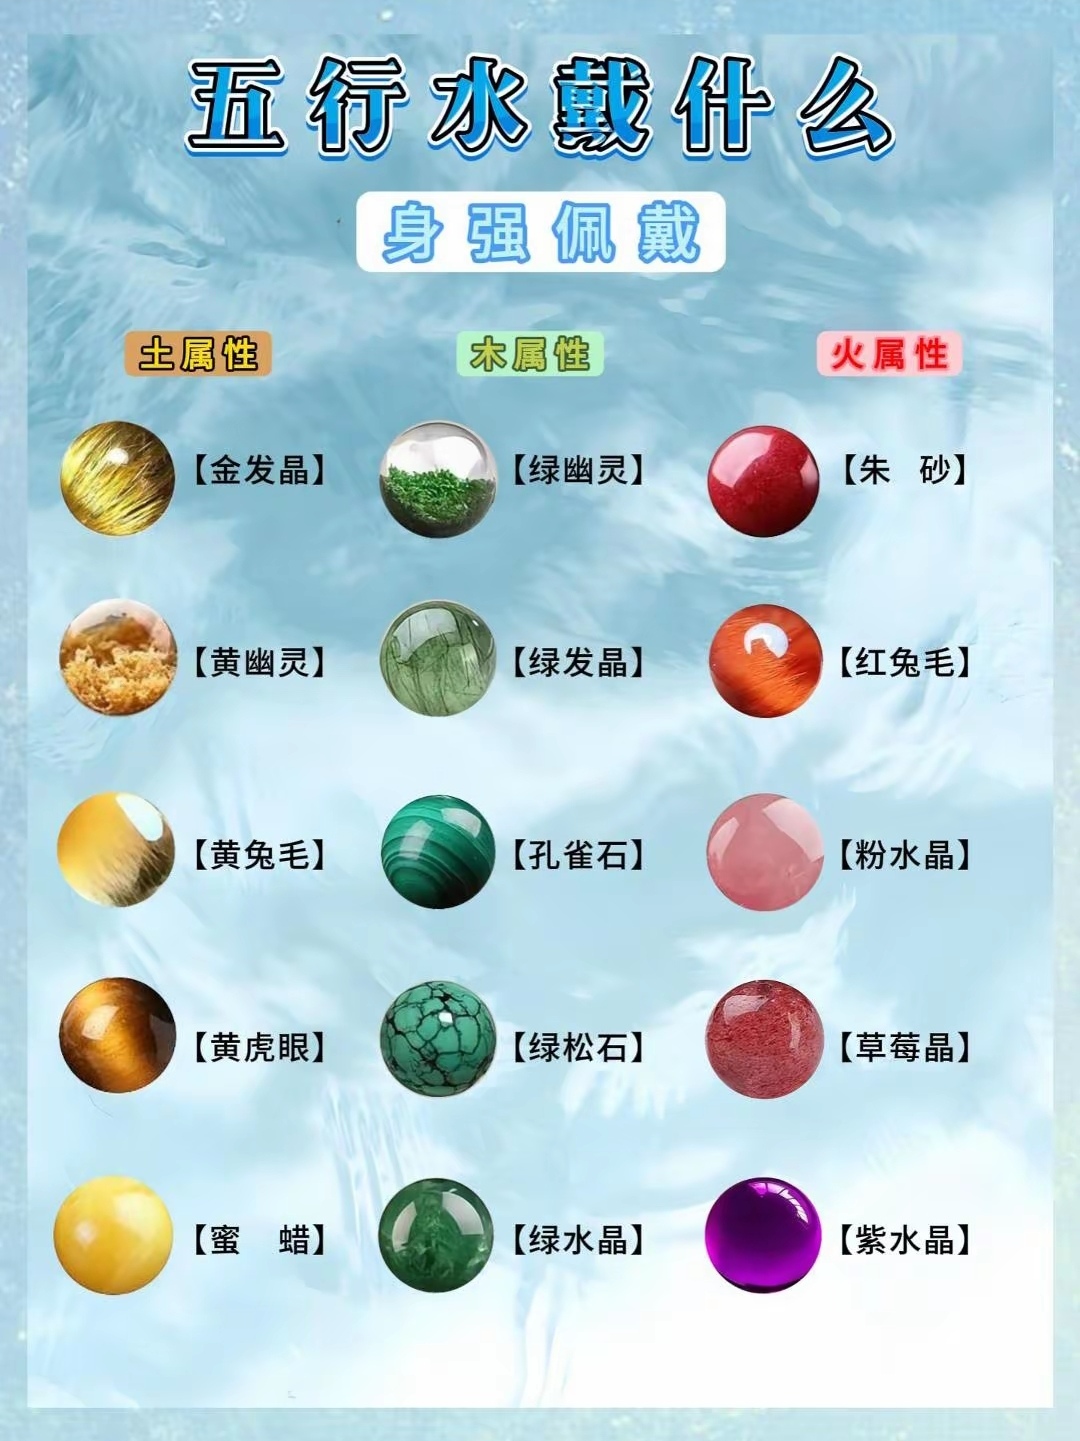 五行水戴什么
身强佩戴
土属性 木属性 火属性
【金发晶】 【绿幽灵】 【朱 砂】
【黄幽灵】 【绿发晶】 【红兔毛】
【黄兔毛】 【孔雀石】 【粉水晶】
【黄虎眼】 【绿松石】 【草莓晶】
【蜜 蜡】 【绿水晶】 【紫水晶】